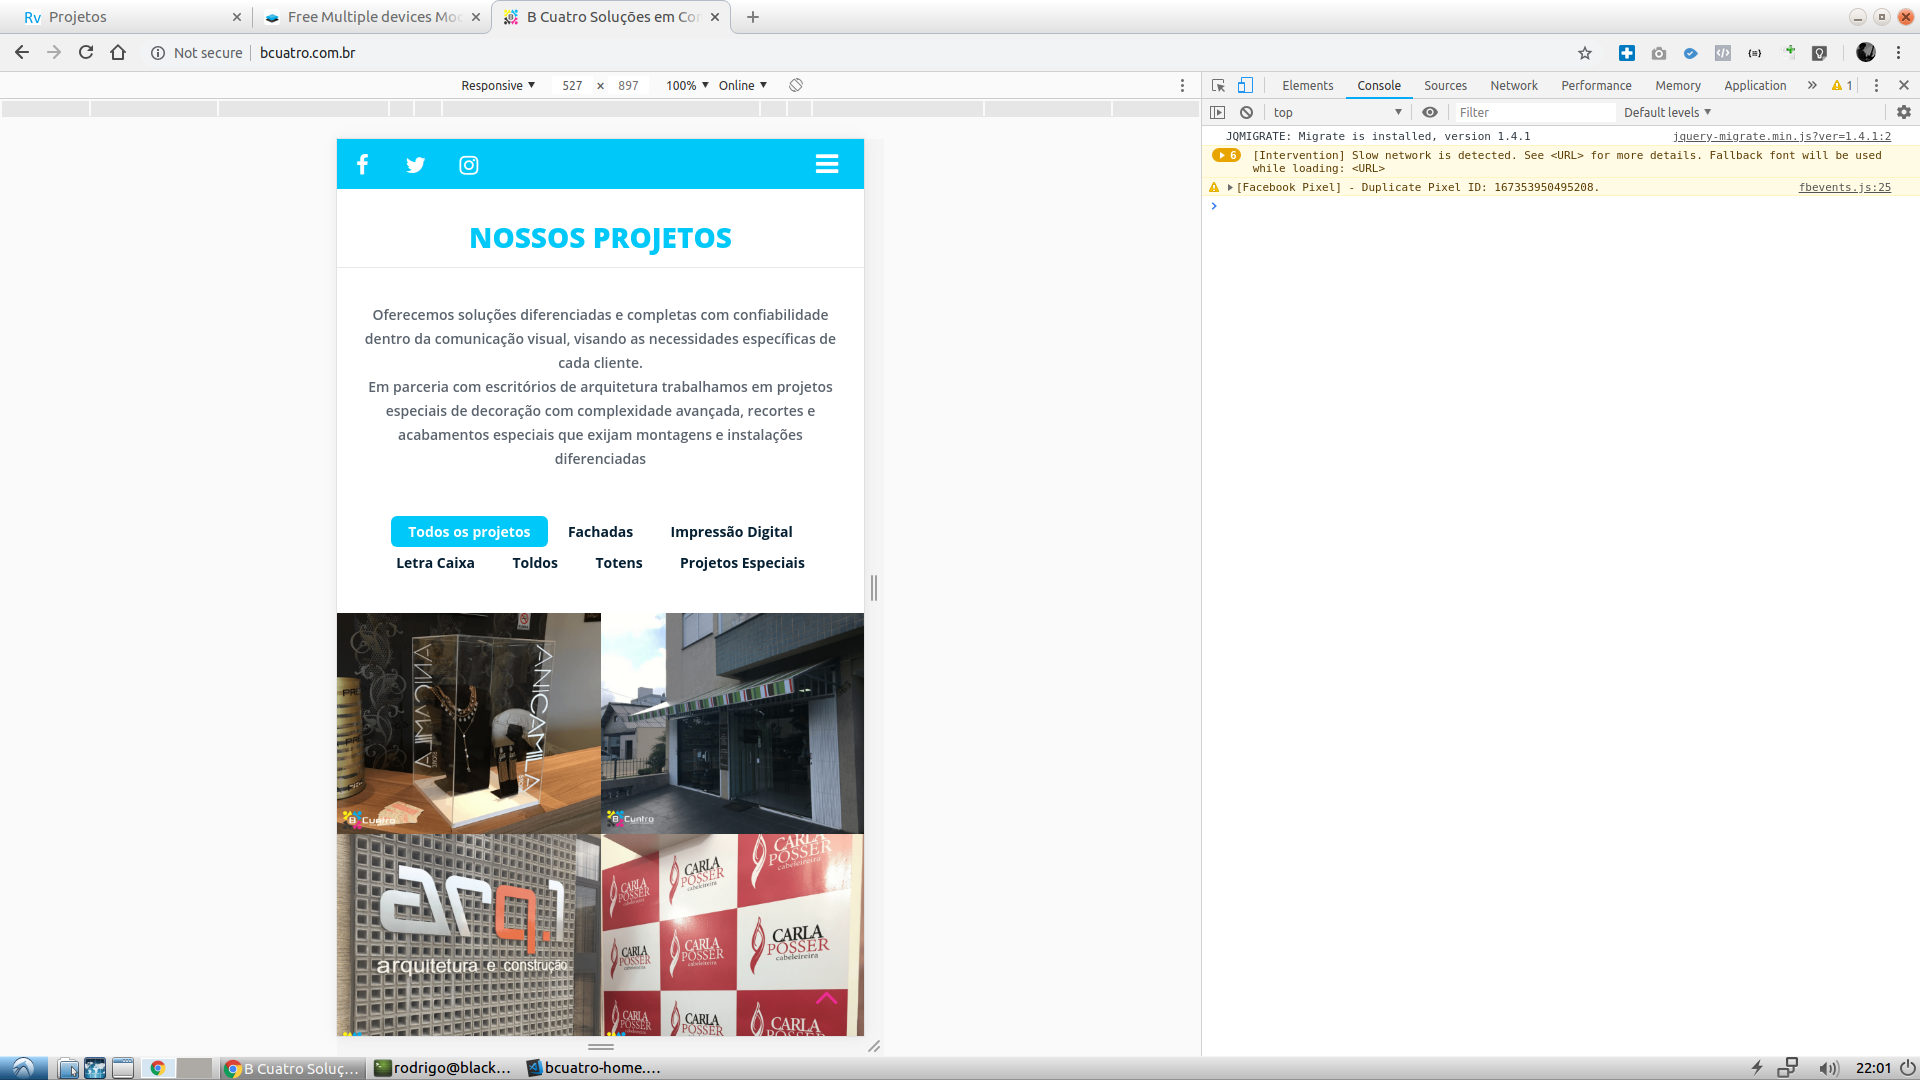 Projetos
Free Multiple devices Moc
B Cuatro Soluções em Con
Not secure
bcuatro.com.br
Responsive
527 × 897
100%
Online
Elements
Console
Sources
Network
Performance
Memory
Application
1
top
Filter
Default levels
JQMIGRATE: Migrate is installed, version 1.4.1
jquery-migrate.min.js?ver=1.4.1:2
6
[Intervention] Slow network is detected. See <URL> for more details. Fallback font will be used
while loading: <URL>
[Facebook Pixel] - Duplicate Pixel ID: 167353950495208.
fbevents.js:25
NOSSOS PROJETOS
Oferecemos soluções diferenciadas e completas com confiabilidade
dentro da comunicação visual, visando as necessidades específicas de
cada cliente.
Em parceria com escritórios de arquitetura trabalhamos em projetos
especiais de decoração com complexidade avançada, recortes e
acabamentos especiais que exijam montagens e instalações
diferenciadas
Todos os projetos
Fachadas
Impressão Digital
Letra Caixa
Toldos
Totens
Projetos Especiais
ANICAMILA
ANICAMILA
B Cuatro
B Cuatro
arq.1
arquitetura e construção
CARLA POSSER cabeleireira
CARLA POSSER cabeleireira
CARLA POSSER
CARLA POSSER cabeleireira
CARLA POSSER cabeleireira
CARLA POSSER cabeleireira
CARLA POSSER
CARLA
CARLA
B Cuatro Soluç...
rodrigo@black...
bcuatro-home....
22:01